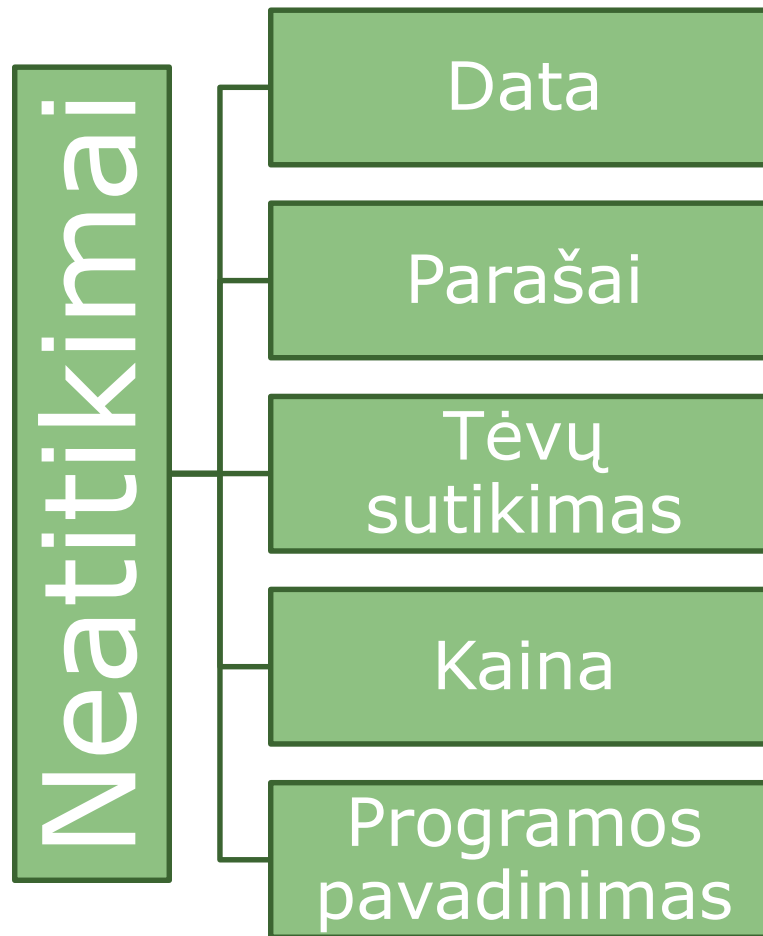 Neatitikimai
Data
Parašai
Tėvų
sutikimas
Kaina
Programos
pavadinimas